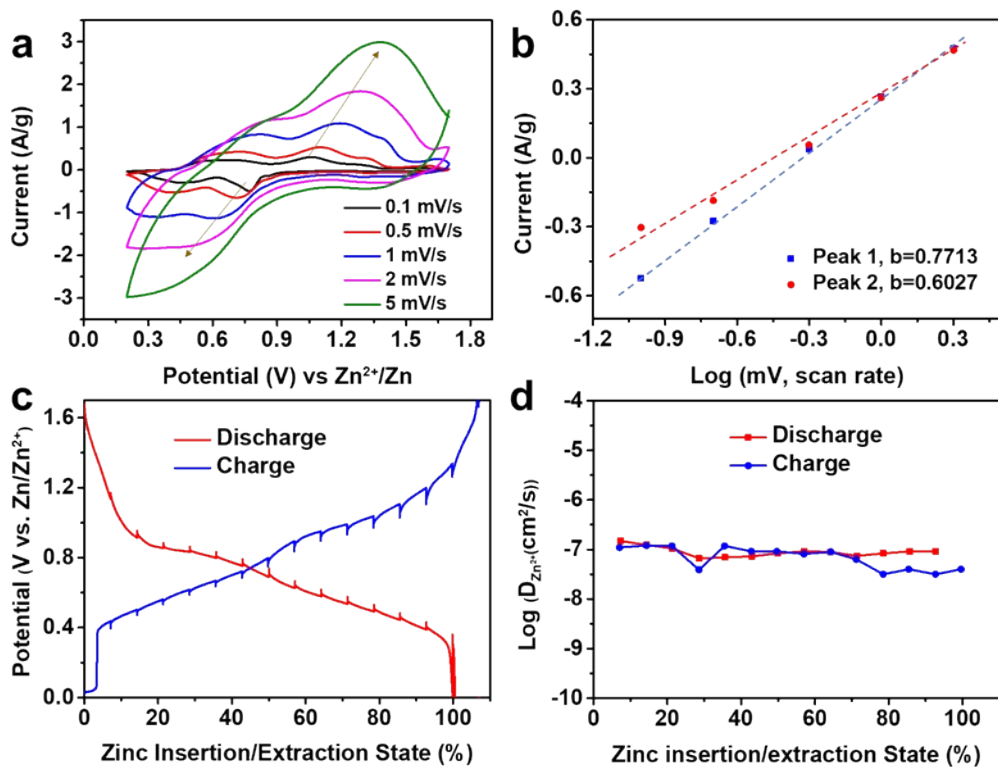 a
Current (A/g)
3
2
1
0
-1
-2
-3
0.1 mV/s
0.5 mV/s
1 mV/s
2 mV/s
5 mV/s
0.0 0.3 0.6 0.9 1.2 1.5 1.8
Potential (V) vs Zn²⁺/Zn
b
Current (A/g)
0.6
0.3
0.0
-0.3
-0.6
Peak 1, b=0.7713
Peak 2, b=0.6027
-1.2 -0.9 -0.6 -0.3 0.0 0.3
Log (mV, scan rate)
c
Potential (V vs. Zn/Zn²⁺)
1.6
1.2
0.8
0.4
0.0
Discharge
Charge
0 20 40 60 80 100
Zinc Insertion/Extraction State (%)
d
Log (D_Zn²⁺(cm²/s))
-4
-5
-6
-7
-8
-9
-10
Discharge
Charge
0 20 40 60 80 100
Zinc insertion/extraction State (%)